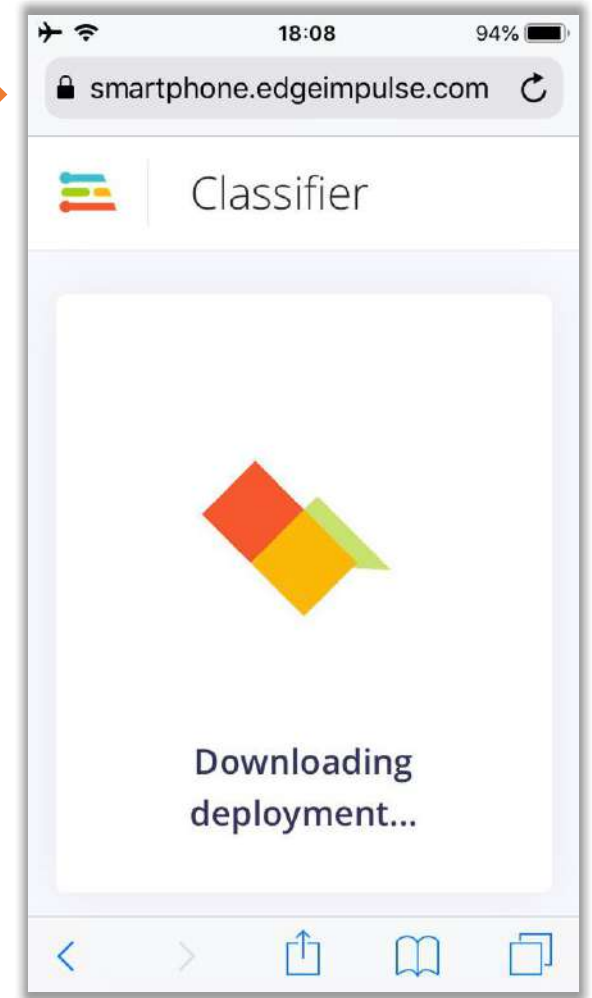 18:08
94%
smartphone.edgeimpulse.com
Classifier
Downloading
deployment...